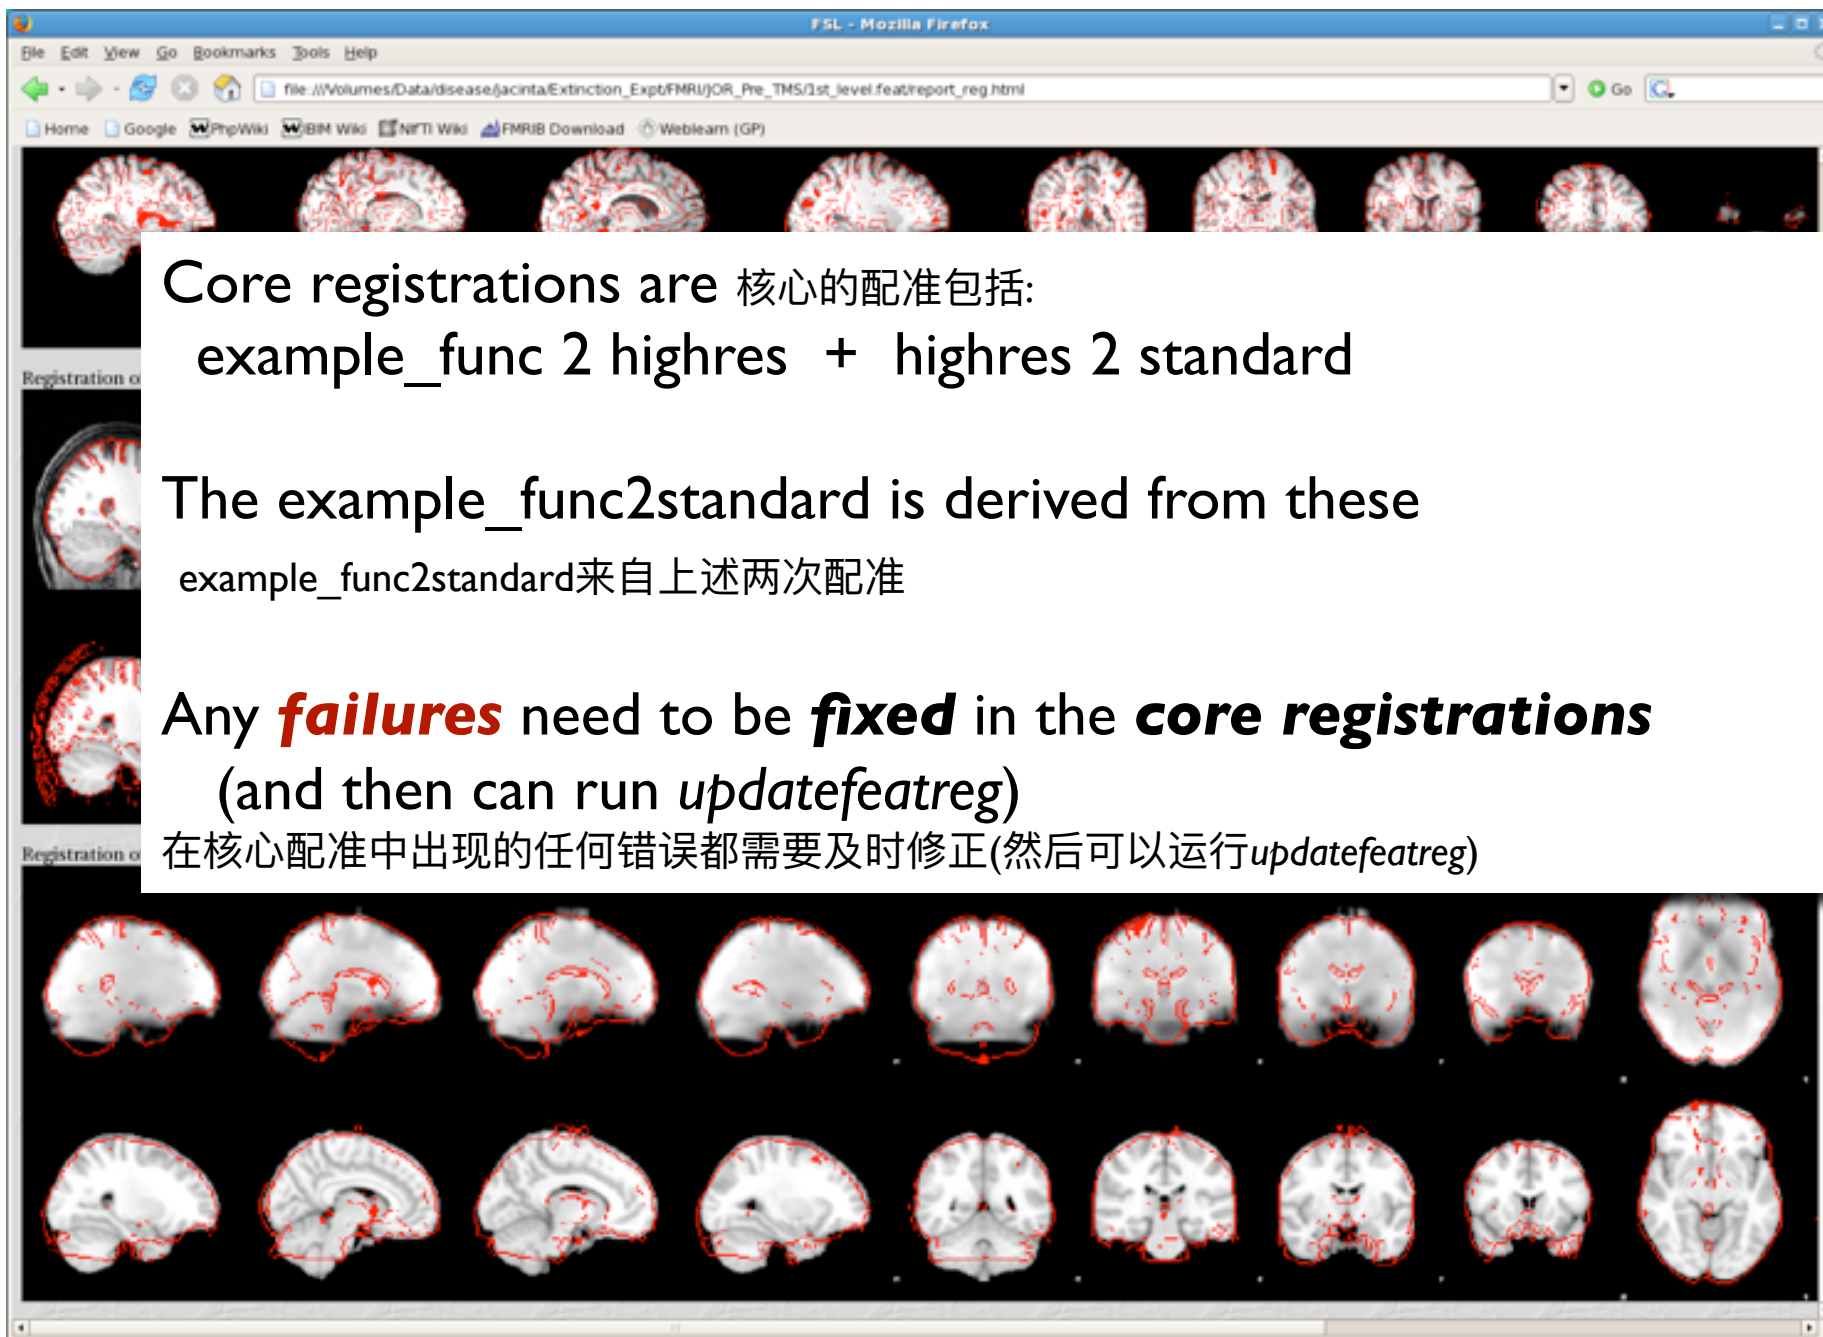 FSL - Mozilla Firefox
File Edit View Go Bookmarks Tools Help
file:///Volumes/Data/disease/jacinta/Extinction_Expt/FMRI/JOR_Pre_TMS/1st_level.feat/report_reg.html
Go
Home Google PhpWiki IBIM Wiki NIfTI Wiki FMRIB Download Weblearn (GP)
Core registrations are 核心的配准包括:
example_func 2 highres + highres 2 standard
Registration o
The example_func2standard is derived from these
example_func2standard来自上述两次配准
Any failures need to be fixed in the core registrations
(and then can run updatefeatreg)
在核心配准中出现的任何错误都需要及时修正(然后可以运行updatefeatreg)
Registration o